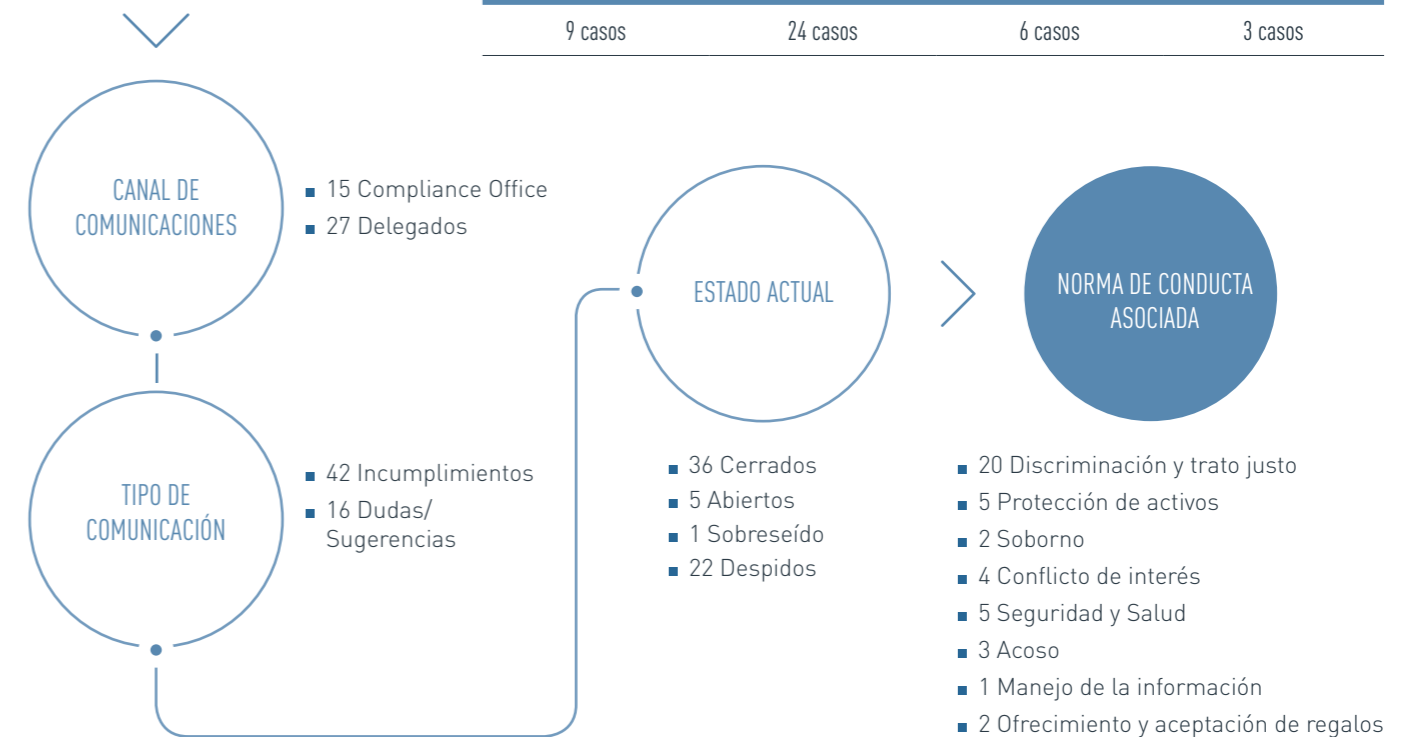 9 casos 24 casos 6 casos 3 casos
CANAL DE
COMUNICACIONES
15 Compliance Office
27 Delegados
TIPO DE
COMUNICACIÓN
42 Incumplimientos
16 Dudas/
Sugerencias
ESTADO ACTUAL
36 Cerrados
5 Abiertos
1 Sobreseído
22 Despidos
NORMA DE CONDUCTA
ASOCIADA
20 Discriminación y trato justo
5 Protección de activos
2 Soborno
4 Conflicto de interés
5 Seguridad y Salud
3 Acoso
1 Manejo de la información
2 Ofrecimiento y aceptación de regalos